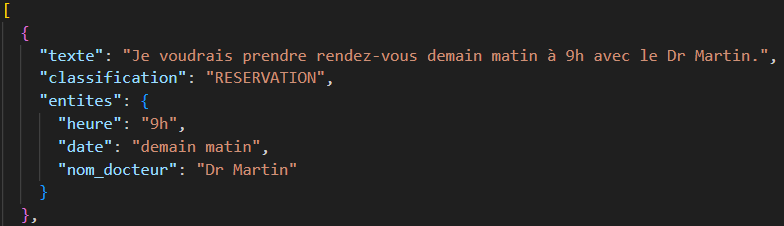 [
  {
    "texte": "Je voudrais prendre rendez-vous demain matin à 9h avec le Dr Martin.",
    "classification": "RESERVATION",
    "entites": {
      "heure": "9h",
      "date": "demain matin",
      "nom_docteur": "Dr Martin"
    }
  },